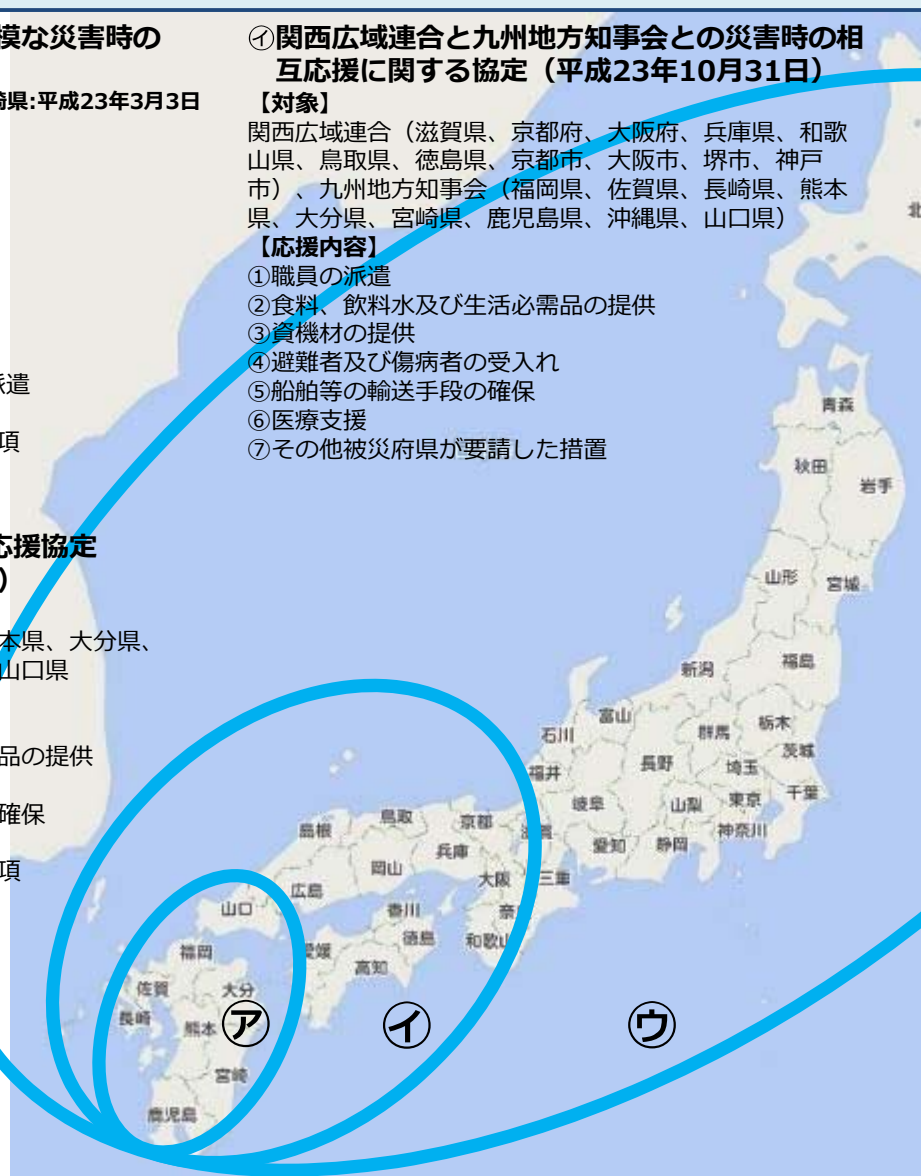 模な災害時の
崎県:平成23年3月3日
派遣
項
応援協定
)
本県、大分県、
山口県
品の提供
確保
項
㋑関西広域連合と九州地方知事会との災害時の相
互応援に関する協定（平成23年10月31日）
【対象】
関西広域連合（滋賀県、京都府、大阪府、兵庫県、和歌
山県、鳥取県、徳島県、京都市、大阪市、堺市、神戸
市）、九州地方知事会（福岡県、佐賀県、長崎県、熊本
県、大分県、宮崎県、鹿児島県、沖縄県、山口県）
【応援内容】
①職員の派遣
②食料、飲料水及び生活必需品の提供
③資機材の提供
④避難者及び傷病者の受入れ
⑤船舶等の輸送手段の確保
⑥医療支援
⑦その他被災府県が要請した措置
北
青森
秋田
岩手
山形
宮城
新潟
福島
富山
石川
群馬
栃木
福井
長野
埼玉
茨城
岐阜
山梨
東京
千葉
島根
鳥取
京都
滋賀
愛知
静岡
神奈川
兵庫
岡山
広島
大阪
三重
山口
香川
奈
徳島
和歌山
福岡
愛媛
高知
佐賀
大分
長崎
熊本
㋐
㋑
㋒
宮崎
鹿児島